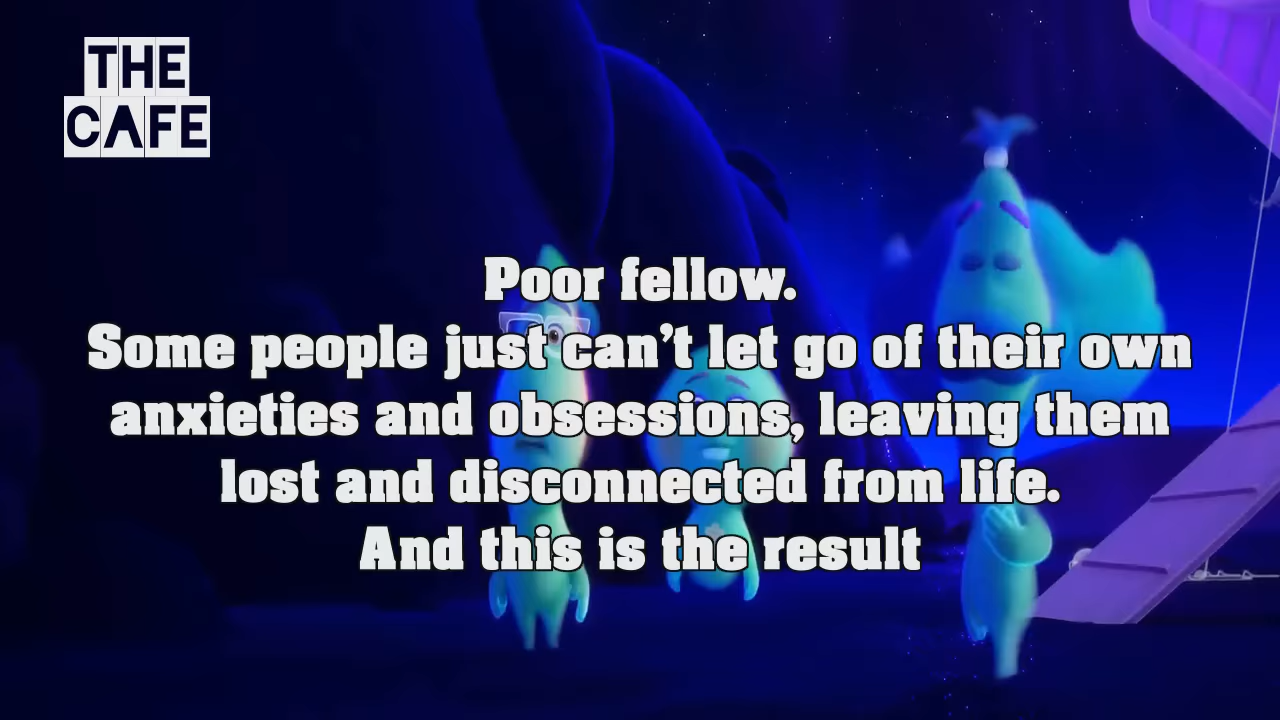 THE
CAFE
Poor fellow.
Some people just can’t let go of their own
anxieties and obsessions, leaving them
lost and disconnected from life.
And this is the result